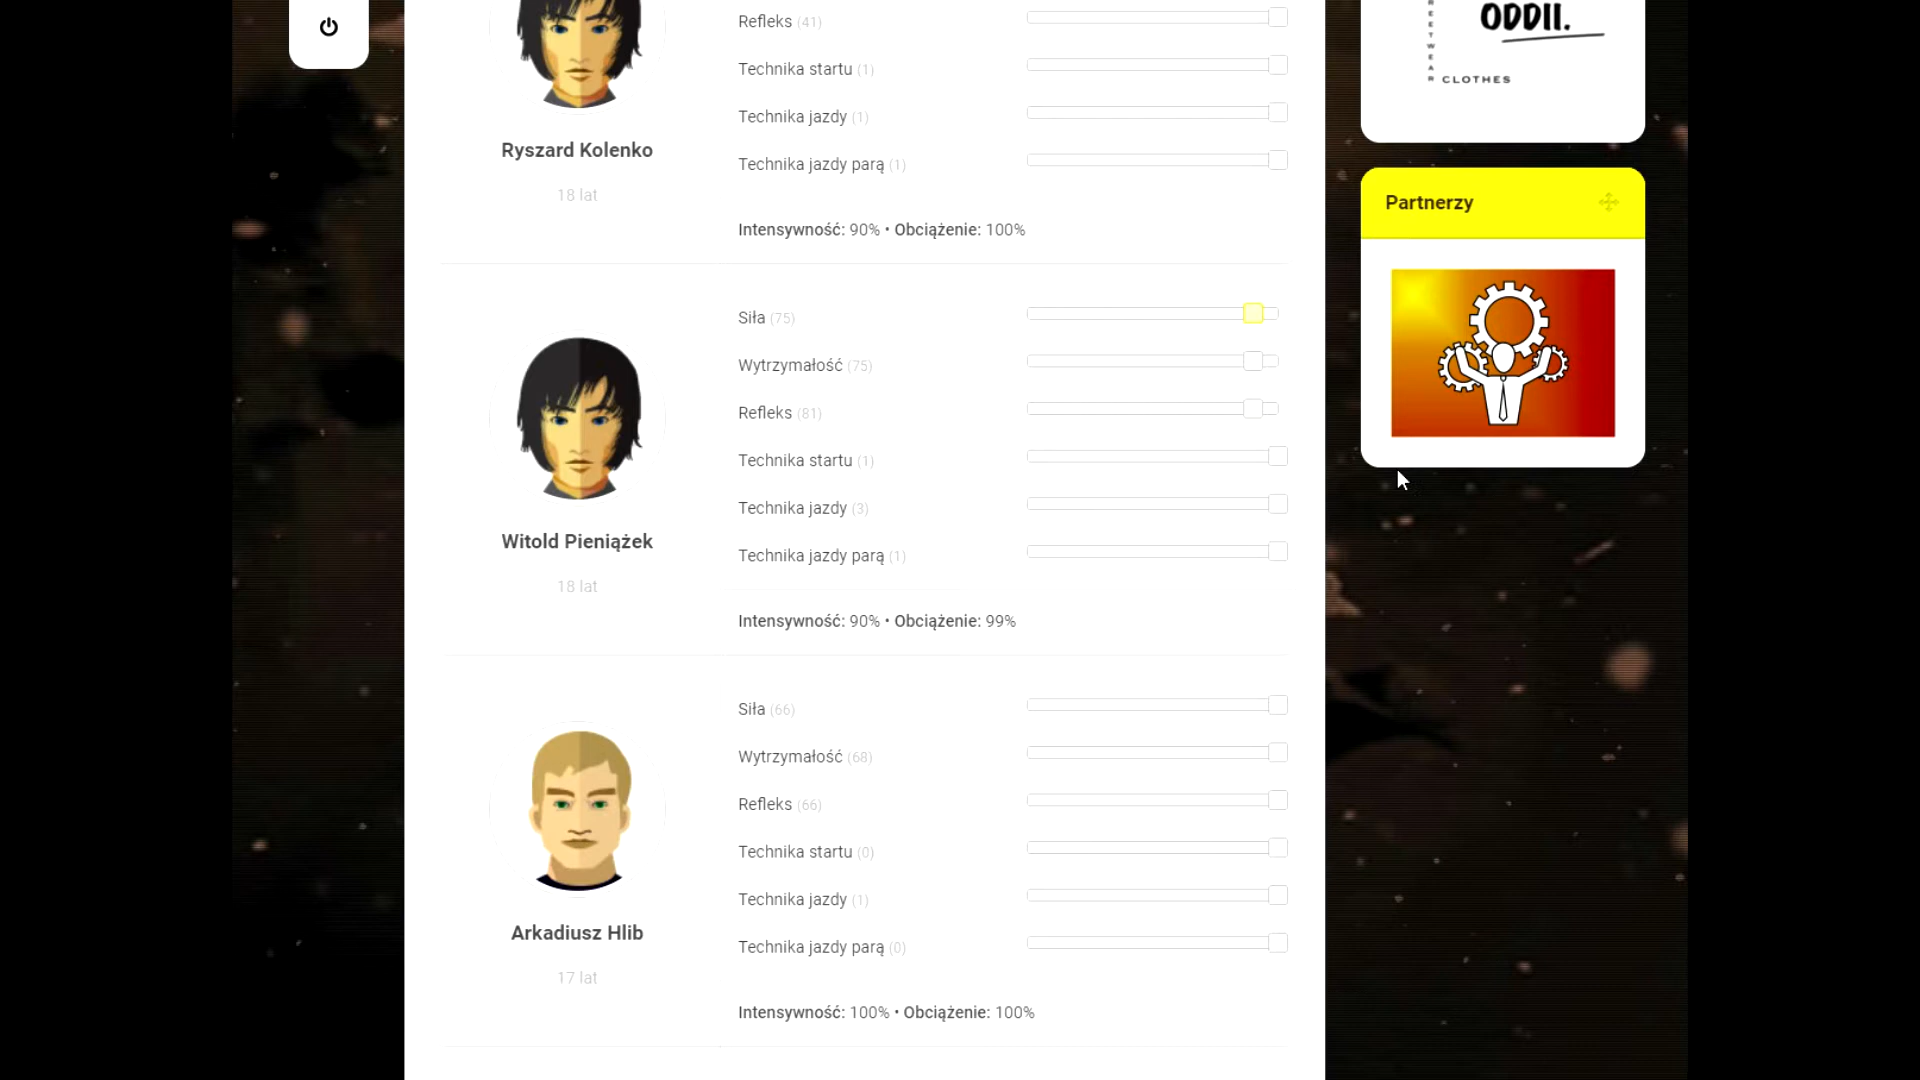 Refleks (41)
Technika startu (1)
Technika jazdy (1)
Technika jazdy parą (1)
Ryszard Kolenko
18 lat
Intensywność: 90% • Obciążenie: 100%
Siła (75)
Wytrzymałość (75)
Refleks (81)
Technika startu (1)
Technika jazdy (3)
Technika jazdy parą (1)
Witold Pieniążek
18 lat
Intensywność: 90% • Obciążenie: 99%
Siła (66)
Wytrzymałość (68)
Refleks (66)
Technika startu (0)
Technika jazdy (1)
Technika jazdy parą (0)
Arkadiusz Hlib
17 lat
Intensywność: 100% • Obciążenie: 100%
ODDII.
CLOTHES
Partnerzy